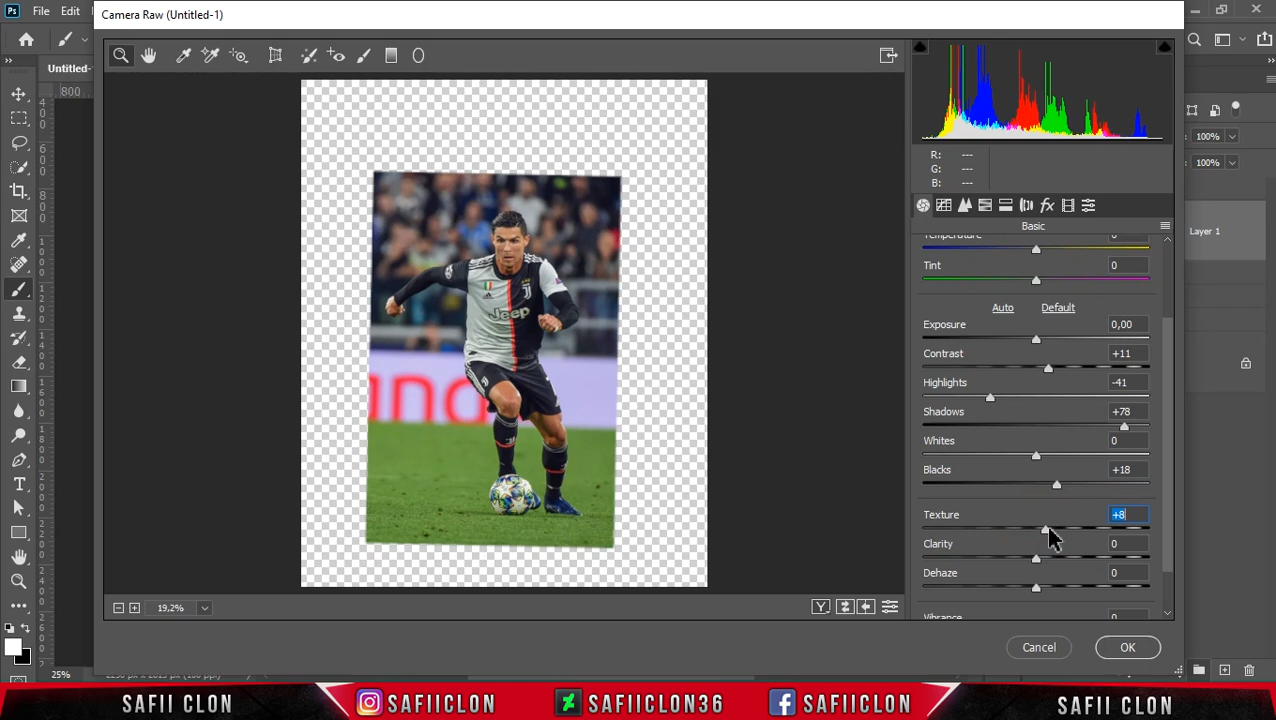 Camera Raw (Untitled-1)
Ps File
Untitled-
800
R: ---
G: ---
B: ---
100%
100%
Basic
Layer 1
Temperature 0
Tint 0
Auto Default
Exposure 0,00
Contrast +11
Highlights -41
Shadows +78
Whites 0
Blacks +18
Texture +8
Clarity 0
Dehaze 0
Vibrance 0
Jeep
19,2%
Cancel OK
25%
SAFII CLON SAFIICLON SAFIICLON36 SAFIICLON SAFII CLON